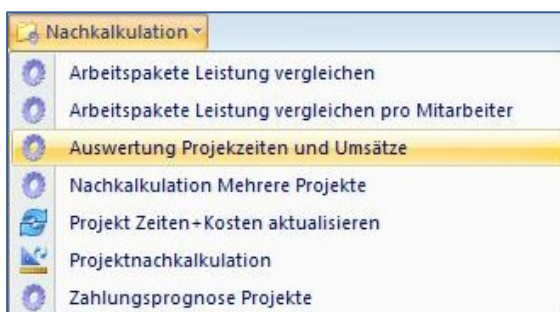 Nachkalkulation
Arbeitspakete Leistung vergleichen
Arbeitspakete Leistung vergleichen pro Mitarbeiter
Auswertung Projekzeiten und Umsätze
Nachkalkulation Mehrere Projekte
Projekt Zeiten+Kosten aktualisieren
Projektnachkalkulation
Zahlungsprognose Projekte